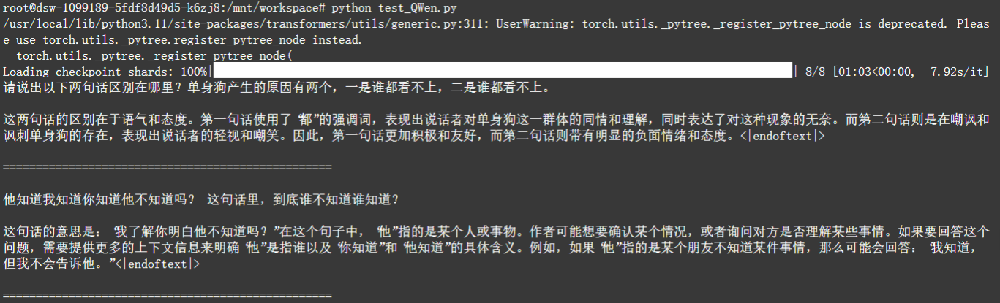 root@dsw-1099189-5fdf8d49d5-k6zj8:/mnt/workspace# python test_QWen.py
/usr/local/lib/python3.11/site-packages/transformers/utils/generic.py:311: UserWarning: torch.utils._pytree._register_pytree_node is deprecated. Pleas
e use torch.utils._pytree.register_pytree_node instead.
  torch.utils._pytree._register_pytree_node(
Loading checkpoint shards: 100%|          | 8/8 [01:03<00:00,  7.92s/it]
请说出以下两句话区别在哪里？单身狗产生的原因有两个，一是谁都看不上，二是谁都看不上。

这两句话的区别在于语气和态度。第一句话使用了“都”的强调词，表现出说话者对单身狗这一群体的同情和理解，同时表达了对这种现象的无奈。而第二句话则是在嘲讽和
讽刺单身狗的存在，表现出说话者的轻视和嘲笑。因此，第一句话更加积极和友好，而第二句话则带有明显的负面情绪和态度。<|endoftext|>

==================================================

他知道我知道你知道他不知道吗？ 这句话里，到底谁不知道谁知道？

这句话的意思是：“我了解你明白他不知道吗？”在这个句子中，“他”指的是某个人或事物。作者可能想要确认某个情况，或者询问对方是否理解某些事情。如果要回答这个
问题，需要提供更多的上下文信息来明确“他”是指谁以及“你知道”和“他知道”的具体含义。例如，如果“他”指的是某个朋友不知道某件事情，那么可能会回答：“我知道，
但我不会告诉他。”<|endoftext|>

==================================================